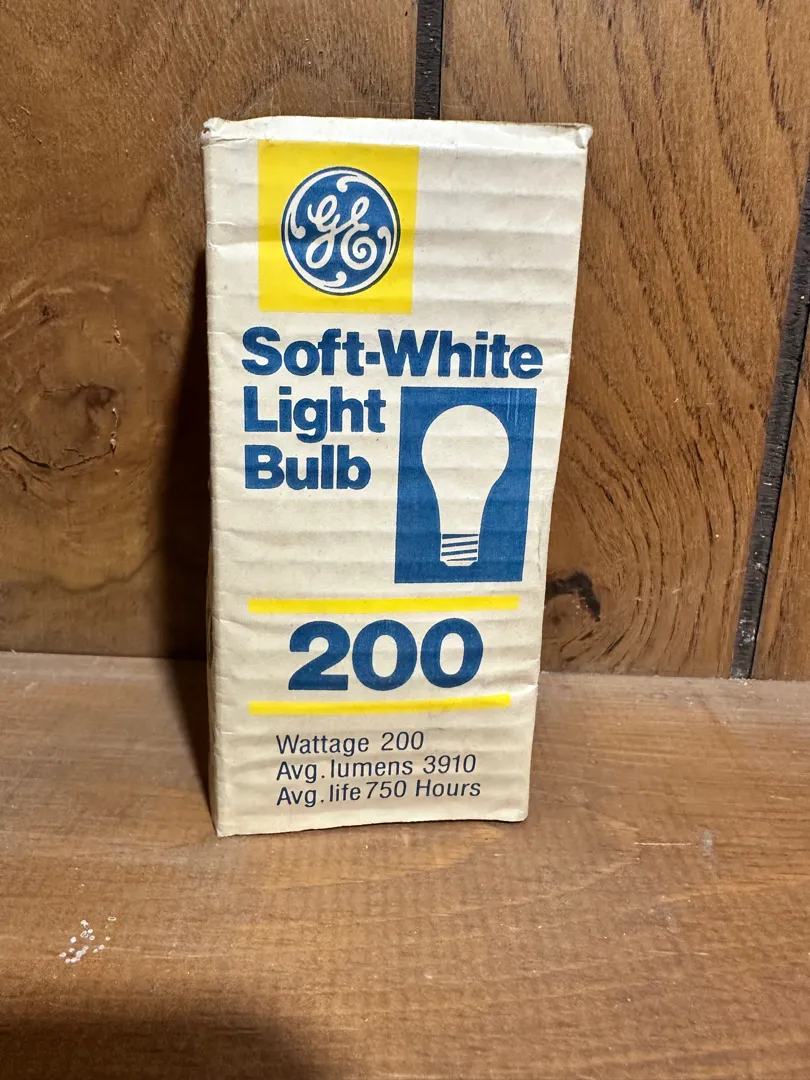 GE
Soft-White
Light
Bulb
200
Wattage 200
Avg. lumens 3910
Avg. life 750 Hours